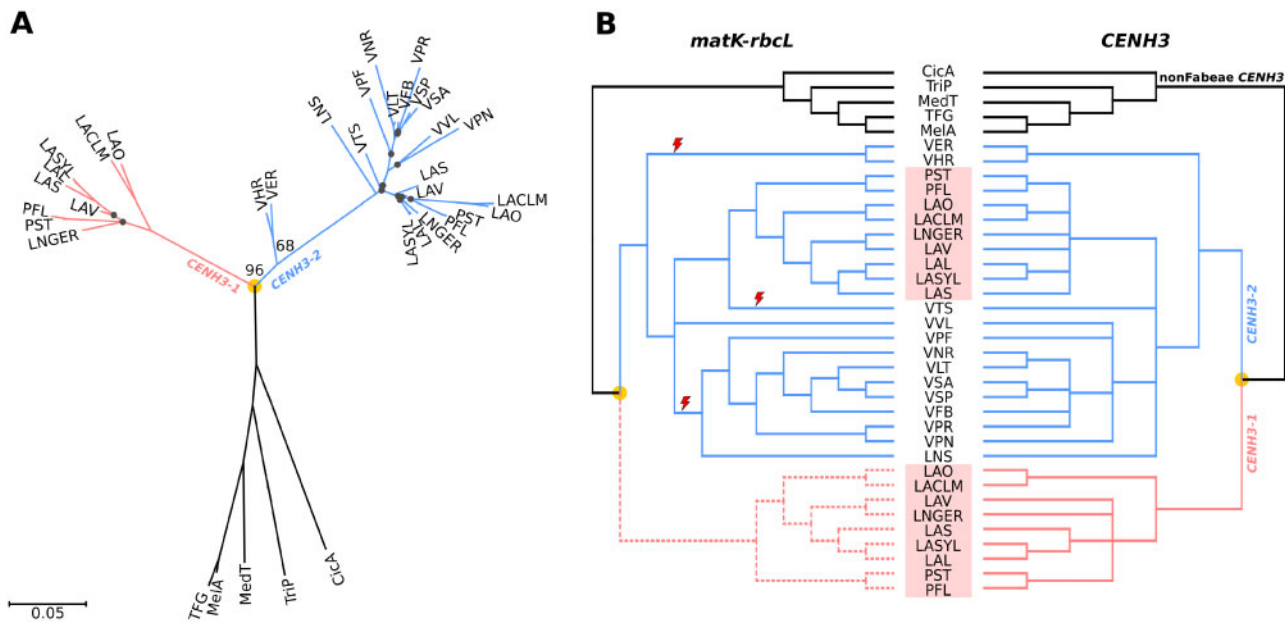 A
VNR
VPR
VPF
VLT
VFB
VSP
VSA
LNS
VTS
VVL
VPN
LAO
LACLM
LASYL
LAL
LAS
LAV
PFL
PST
LNGER
VHR
VER
LAS
LAV
LACLM
LAO
PST
PFL
LNGER
LAL
LASYL
68
96
CENH3-1
CENH3-2
TFG
MelA
MedT
TriP
CicA
0.05
B
matK-rbcL
CENH3
CicA
nonFabeae CENH3
TriP
MedT
TFG
MelA
VER
VHR
PST
PFL
LAO
LACLM
LNGER
LAV
LAL
LASYL
LAS
VTS
VVL
VPF
VNR
VLT
VSA
VSP
VFB
VPR
VPN
LNS
LAO
LACLM
LAV
LNGER
LAS
LASYL
LAL
PST
PFL
CENH3-2
CENH3-1